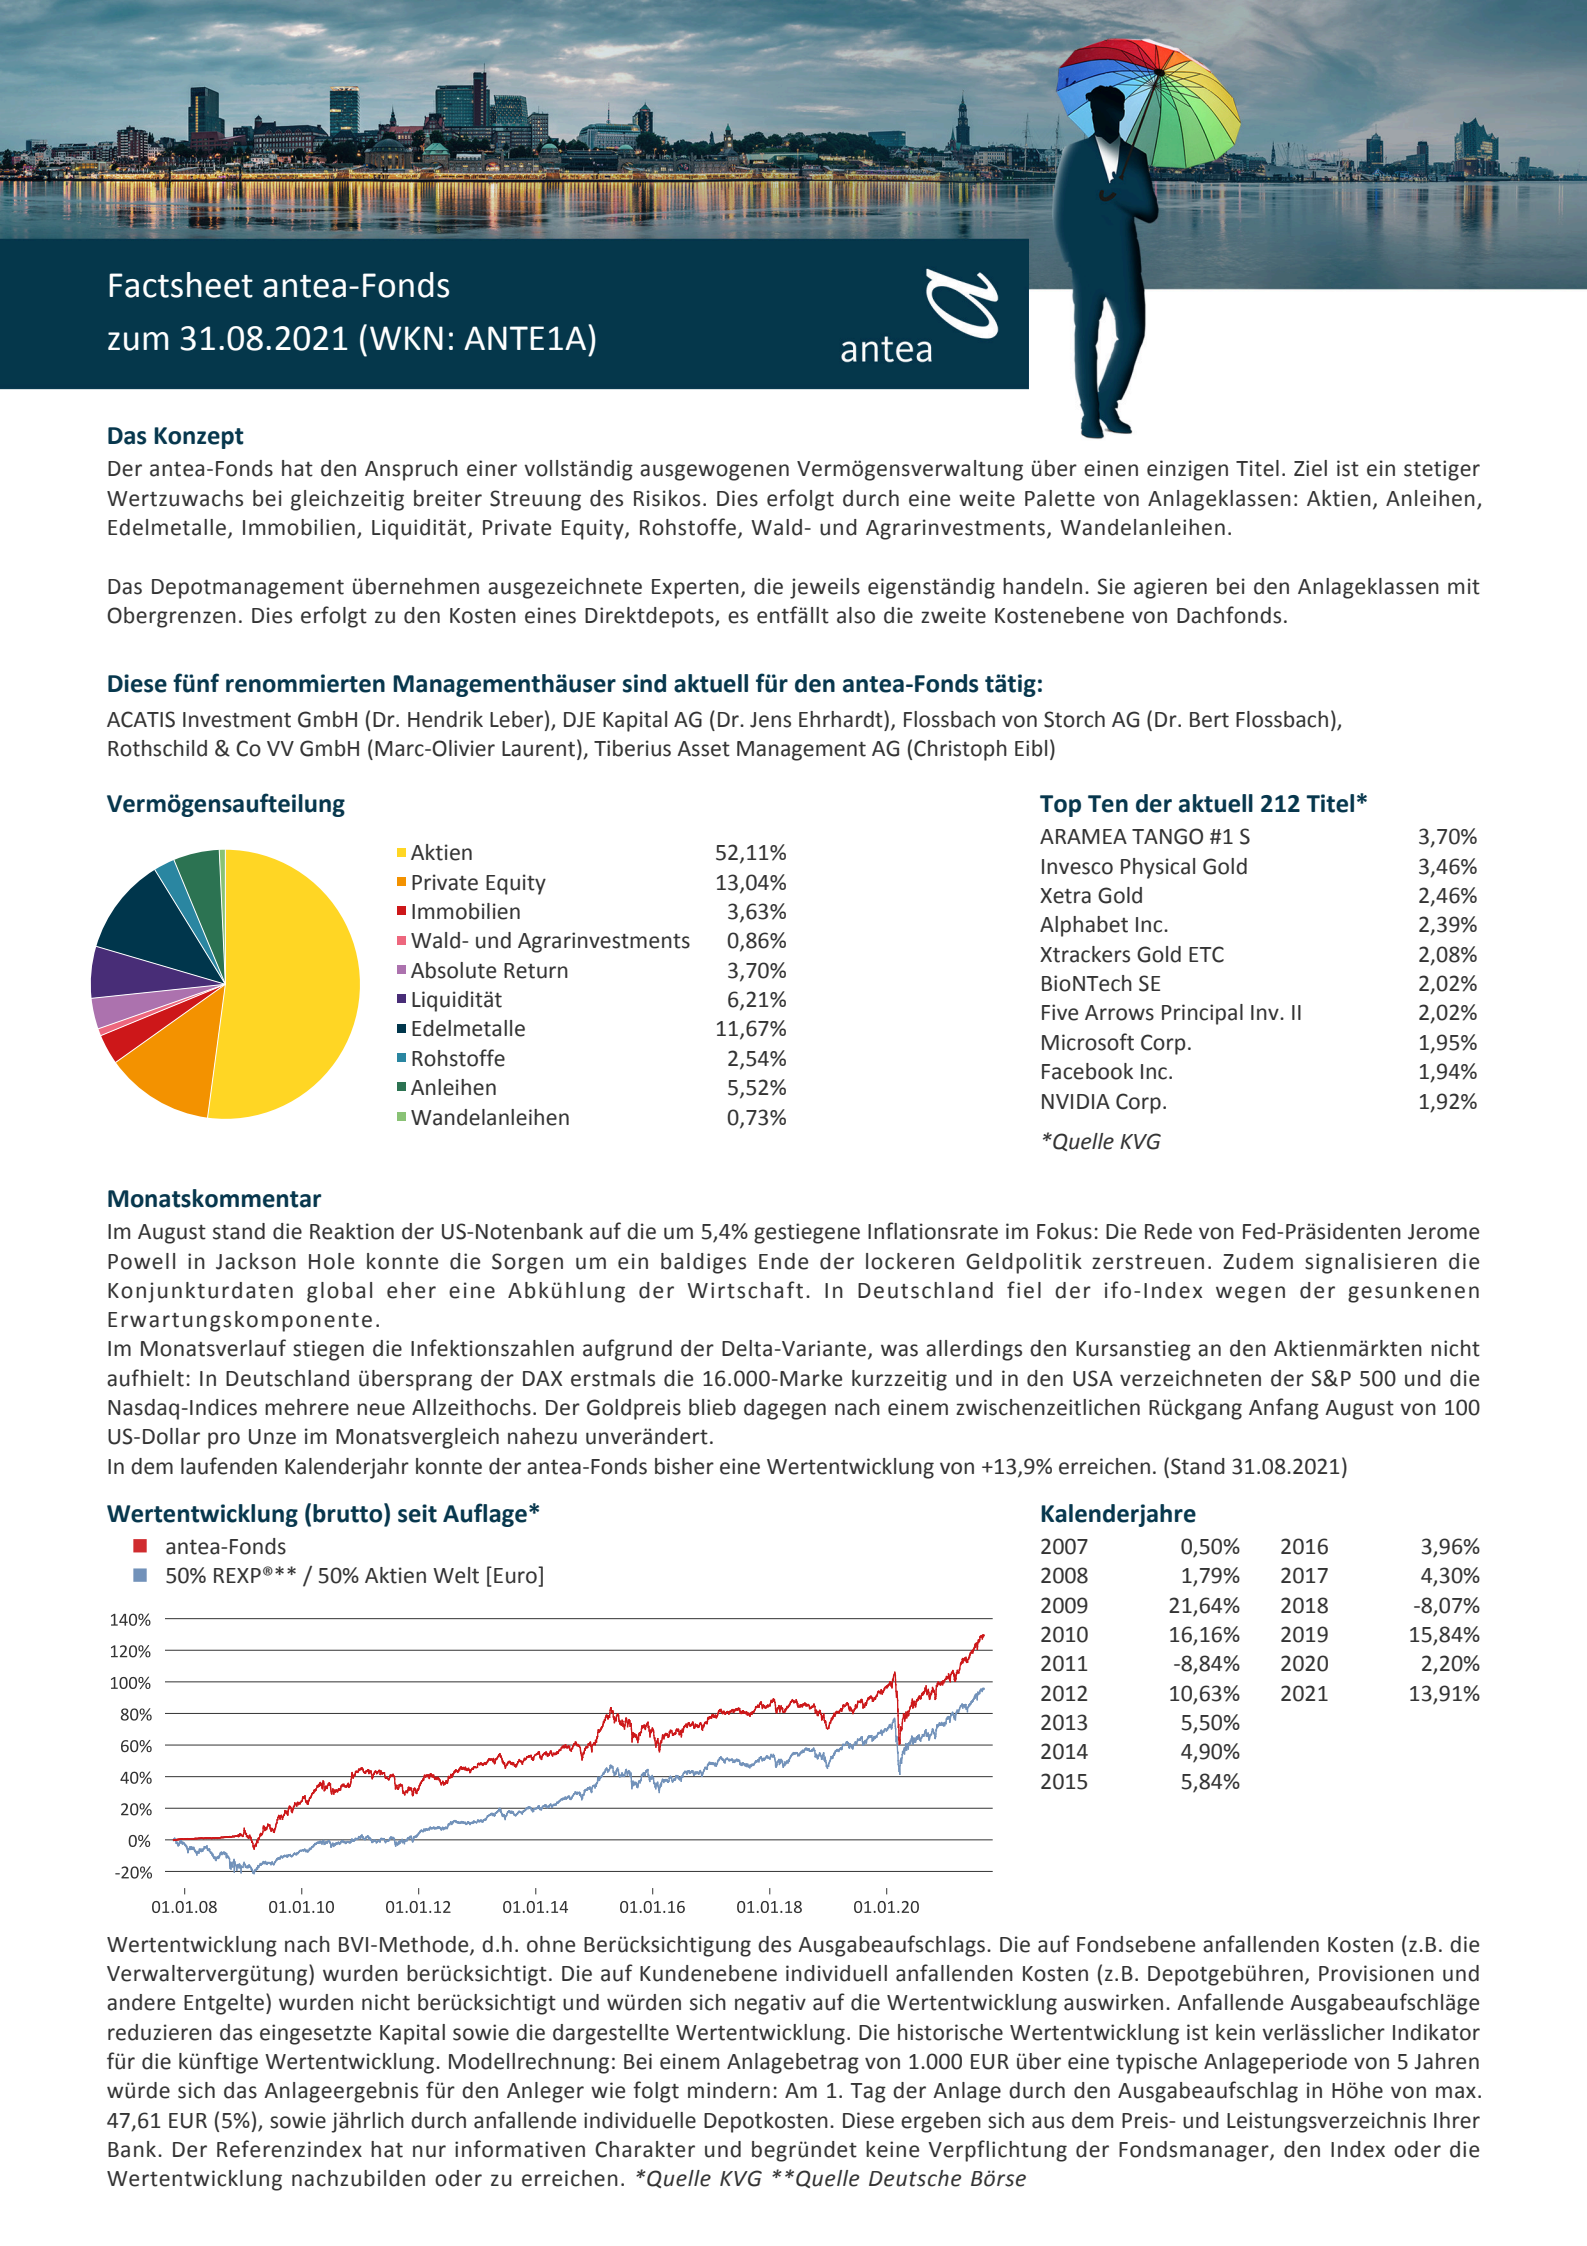 Factsheet antea-Fonds
zum 31.08.2021 (WKN: ANTE1A)
antea
Das Konzept
Der antea-Fonds hat den Anspruch einer vollständig ausgewogenen Vermögensverwaltung über einen einzigen Titel. Ziel ist ein stetiger
Wertzuwachs bei gleichzeitig breiter Streuung des Risikos. Dies erfolgt durch eine weite Palette von Anlageklassen: Aktien, Anleihen,
Edelmetalle, Immobilien, Liquidität, Private Equity, Rohstoffe, Wald- und Agrarinvestments, Wandelanleihen.
Das Depotmanagement übernehmen ausgezeichnete Experten, die jeweils eigenständig handeln. Sie agieren bei den Anlageklassen mit
Obergrenzen. Dies erfolgt zu den Kosten eines Direktdepots, es entfällt also die zweite Kostenebene von Dachfonds.
Diese fünf renommierten Managementhäuser sind aktuell für den antea-Fonds tätig:
ACATIS Investment GmbH (Dr. Hendrik Leber), DJE Kapital AG (Dr. Jens Ehrhardt), Flossbach von Storch AG (Dr. Bert Flossbach),
Rothschild & Co VV GmbH (Marc-Olivier Laurent), Tiberius Asset Management AG (Christoph Eibl)
Vermögensaufteilung
Aktien 52,11%
Private Equity 13,04%
Immobilien 3,63%
Wald- und Agrarinvestments 0,86%
Absolute Return 3,70%
Liquidität 6,21%
Edelmetalle 11,67%
Rohstoffe 2,54%
Anleihen 5,52%
Wandelanleihen 0,73%
Top Ten der aktuell 212 Titel*
ARAMEA TANGO #1 S 3,70%
Invesco Physical Gold 3,46%
Xetra Gold 2,46%
Alphabet Inc. 2,39%
Xtrackers Gold ETC 2,08%
BioNTech SE 2,02%
Five Arrows Principal Inv. II 2,02%
Microsoft Corp. 1,95%
Facebook Inc. 1,94%
NVIDIA Corp. 1,92%
*Quelle KVG
Monatskommentar
Im August stand die Reaktion der US-Notenbank auf die um 5,4% gestiegene Inflationsrate im Fokus: Die Rede von Fed-Präsidenten Jerome
Powell in Jackson Hole konnte die Sorgen um ein baldiges Ende der lockeren Geldpolitik zerstreuen. Zudem signalisieren die
Konjunkturdaten global eher eine Abkühlung der Wirtschaft. In Deutschland fiel der ifo-Index wegen der gesunkenen
Erwartungskomponente.
Im Monatsverlauf stiegen die Infektionszahlen aufgrund der Delta-Variante, was allerdings den Kursanstieg an den Aktienmärkten nicht
aufhielt: In Deutschland übersprang der DAX erstmals die 16.000-Marke kurzzeitig und in den USA verzeichneten der S&P 500 und die
Nasdaq-Indices mehrere neue Allzeithochs. Der Goldpreis blieb dagegen nach einem zwischenzeitlichen Rückgang Anfang August von 100
US-Dollar pro Unze im Monatsvergleich nahezu unverändert.
In dem laufenden Kalenderjahr konnte der antea-Fonds bisher eine Wertentwicklung von +13,9% erreichen. (Stand 31.08.2021)
Wertentwicklung (brutto) seit Auflage*
antea-Fonds
50% REXP®** / 50% Aktien Welt [Euro]
140%
120%
100%
80%
60%
40%
20%
0%
-20%
01.01.08 01.01.10 01.01.12 01.01.14 01.01.16 01.01.18 01.01.20
Kalenderjahre
2007 0,50% 2016 3,96%
2008 1,79% 2017 4,30%
2009 21,64% 2018 -8,07%
2010 16,16% 2019 15,84%
2011 -8,84% 2020 2,20%
2012 10,63% 2021 13,91%
2013 5,50%
2014 4,90%
2015 5,84%
Wertentwicklung nach BVI-Methode, d.h. ohne Berücksichtigung des Ausgabeaufschlags. Die auf Fondsebene anfallenden Kosten (z.B. die
Verwaltervergütung) wurden berücksichtigt. Die auf Kundenebene individuell anfallenden Kosten (z.B. Depotgebühren, Provisionen und
andere Entgelte) wurden nicht berücksichtigt und würden sich negativ auf die Wertentwicklung auswirken. Anfallende Ausgabeaufschläge
reduzieren das eingesetzte Kapital sowie die dargestellte Wertentwicklung. Die historische Wertentwicklung ist kein verlässlicher Indikator
für die künftige Wertentwicklung. Modellrechnung: Bei einem Anlagebetrag von 1.000 EUR über eine typische Anlageperiode von 5 Jahren
würde sich das Anlageergebnis für den Anleger wie folgt mindern: Am 1. Tag der Anlage durch den Ausgabeaufschlag in Höhe von max.
47,61 EUR (5%), sowie jährlich durch anfallende individuelle Depotkosten. Diese ergeben sich aus dem Preis- und Leistungsverzeichnis Ihrer
Bank. Der Referenzindex hat nur informativen Charakter und begründet keine Verpflichtung der Fondsmanager, den Index oder die
Wertentwicklung nachzubilden oder zu erreichen. *Quelle KVG **Quelle Deutsche Börse